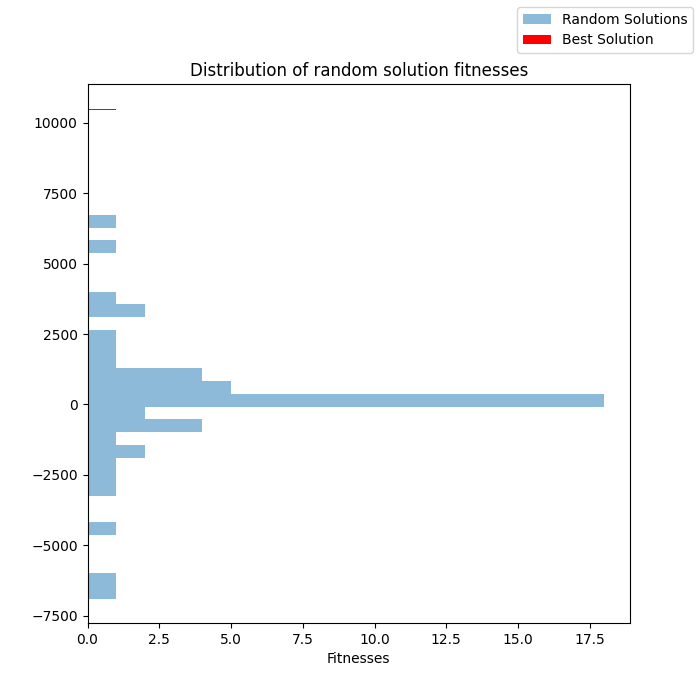 Random Solutions
Best Solution
Distribution of random solution fitnesses
10000
7500
5000
2500
0
−2500
−5000
−7500
0.0 2.5 5.0 7.5 10.0 12.5 15.0 17.5
Fitnesses